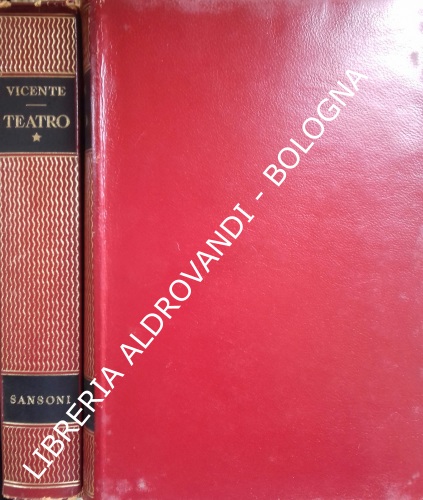 VICENTE
TEATRO
SANSONI
LIBRERIA ALDROVANDI - BOLOGNA